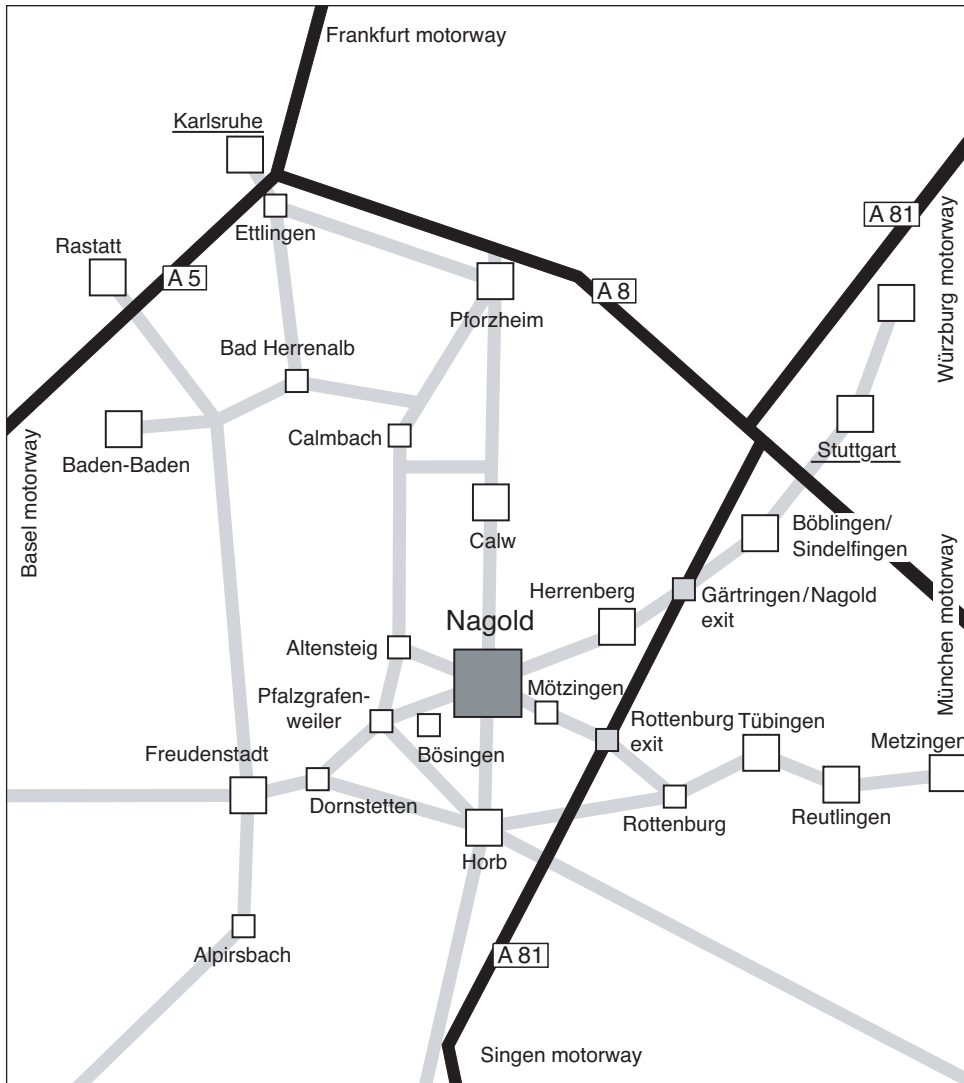 Frankfurt motorway
Karlsruhe
A 81
Ettlingen
Rastatt
A 5
A 8
Würzburg motorway
Pforzheim
Bad Herrenalb
Calmbach
Baden-Baden
Stuttgart
Basel motorway
Calw
Böblingen/
Sindelfingen
Herrenberg
Gärtringen/Nagold
exit
München motorway
Nagold
Altensteig
Mötzingen
Pfalzgrafen-
weiler
Rottenburg
exit
Tübingen
Bösingen
Metzingen
Freudenstadt
Dornstetten
Rottenburg
Reutlingen
Horb
Alpirsbach
A 81
Singen motorway